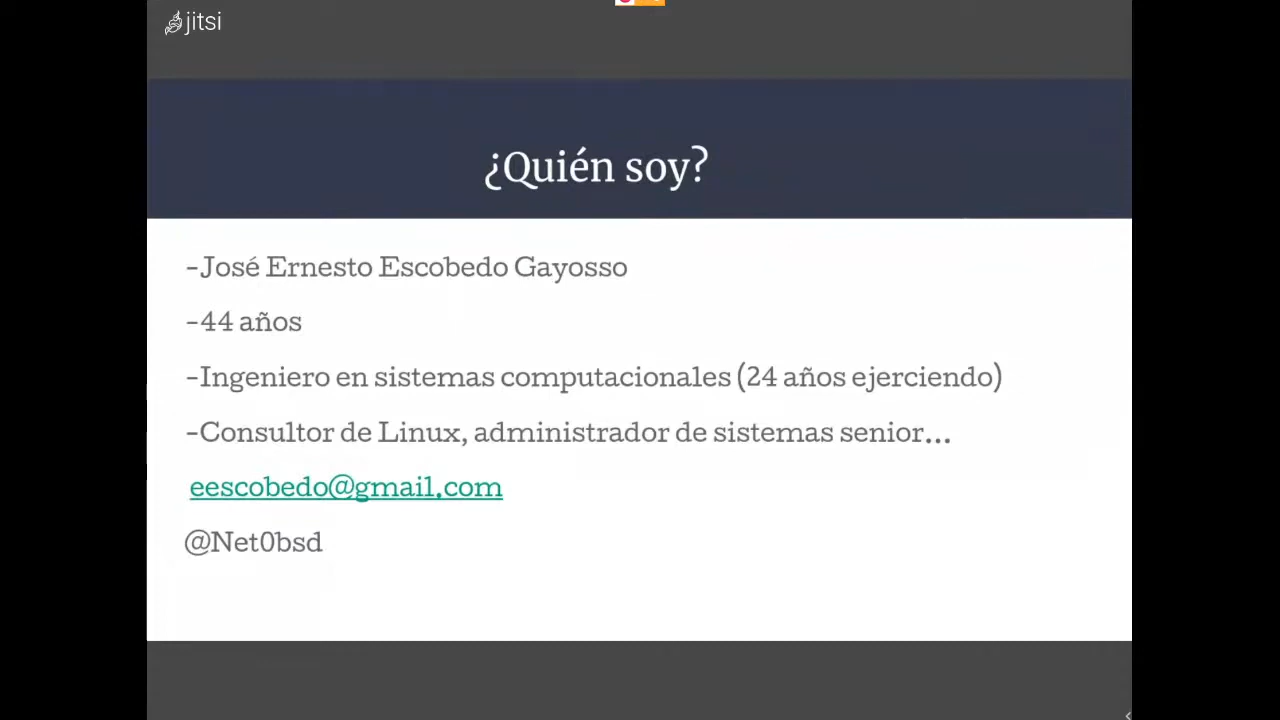 jitsi
¿Quién soy?
-José Ernesto Escobedo Gayosso
-44 años
-Ingeniero en sistemas computacionales (24 años ejerciendo)
-Consultor de Linux, administrador de sistemas senior...
eescobedo@gmail.com
@Net0bsd